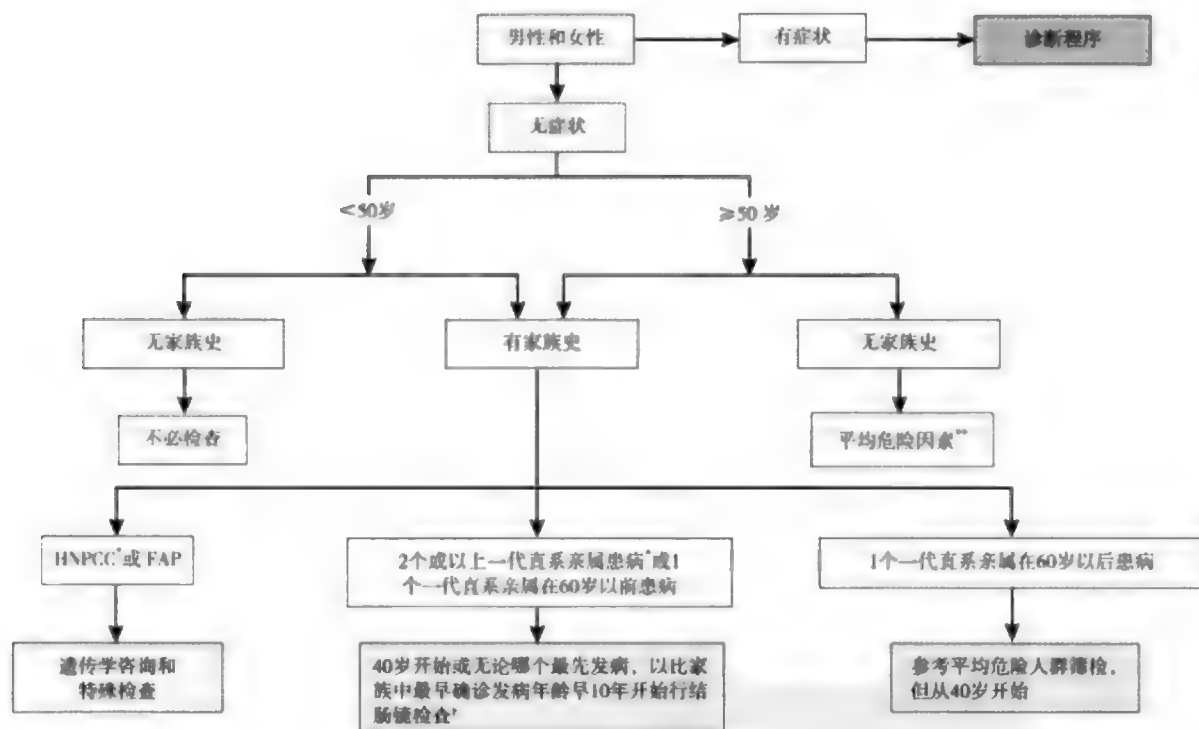 男性和女性
有症状
诊断程序
无症状
<50岁
≥50 岁
无家族史
有家族史
无家族史
不必检查
平均危险因素**
HNPCC*或 FAP
2个或以上一代直系亲属患病*或1
个一代直系亲属在60岁以前患病
1个一代直系亲属在60岁以后患病
遗传学咨询和
特殊检查
40岁开始或无论哪个最先发病，以比家
族中最早确诊发病年龄早10年开始行结
肠镜检查†
参考平均危险人群筛检，
但从40岁开始